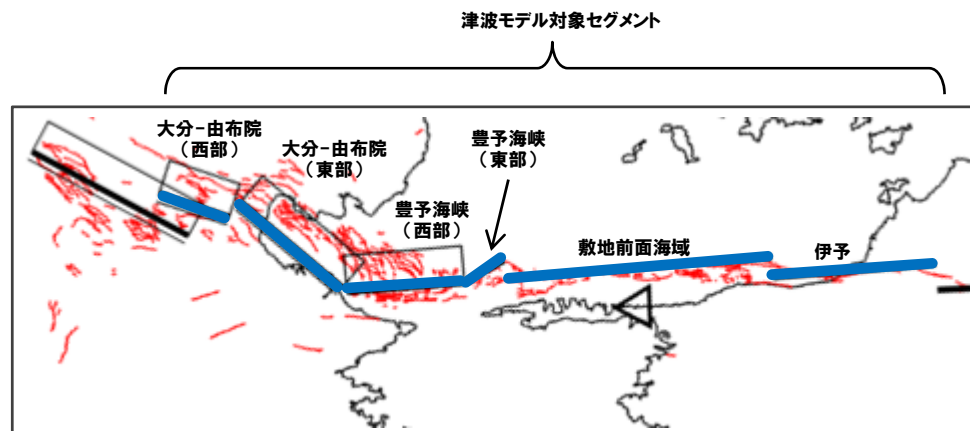 津波モデル対象セグメント
大分-由布院
（西部）
大分-由布院
（東部）
豊予海峡
（西部）
豊予海峡
（東部）
敷地前面海域
伊予